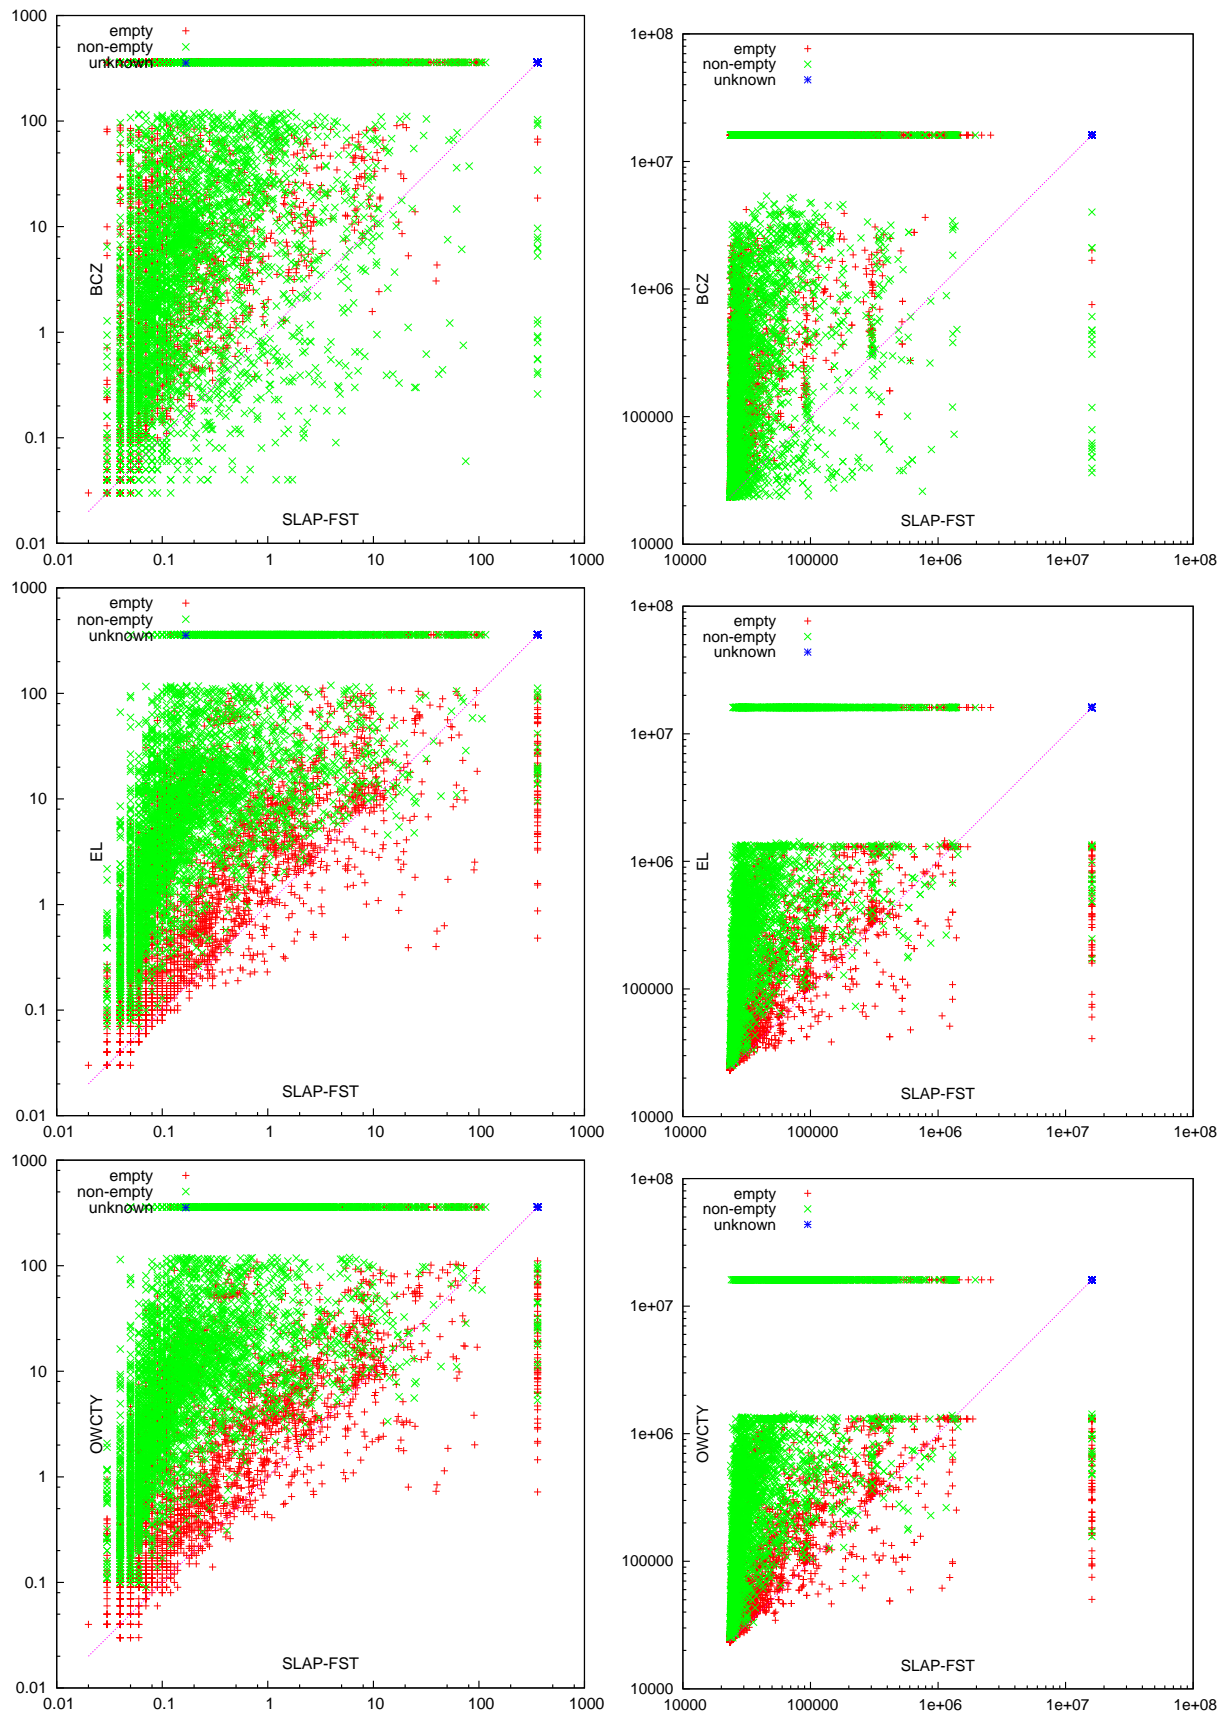 1000
100
10
1
0.1
0.01
0.01 0.1 1 10 100 1000
BCZ
SLAP-FST
empty
non-empty
unknown
1e+08
1e+07
1e+06
100000
10000
10000 100000 1e+06 1e+07 1e+08
BCZ
SLAP-FST
empty
non-empty
unknown
1000
100
10
1
0.1
0.01
0.01 0.1 1 10 100 1000
EL
SLAP-FST
empty
non-empty
unknown
1e+08
1e+07
1e+06
100000
10000
10000 100000 1e+06 1e+07 1e+08
EL
SLAP-FST
empty
non-empty
unknown
1000
100
10
1
0.1
0.01
0.01 0.1 1 10 100 1000
OWCTY
SLAP-FST
empty
non-empty
unknown
1e+08
1e+07
1e+06
100000
10000
10000 100000 1e+06 1e+07 1e+08
OWCTY
SLAP-FST
empty
non-empty
unknown